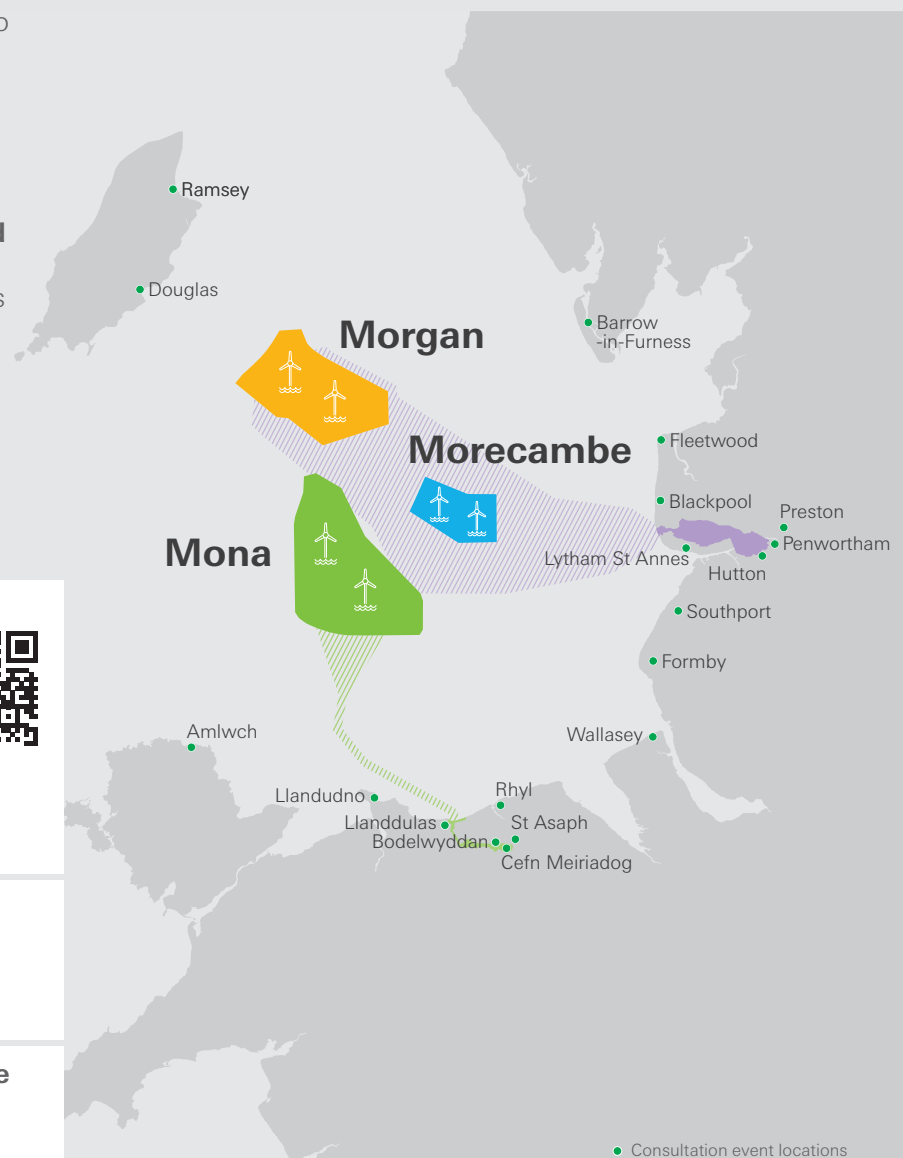 Ramsey
Douglas
Morgan
Barrow
-in-Furness
Morecambe
Fleetwood
Blackpool
Preston
Mona
Lytham St Annes
Penwortham
Hutton
Southport
Formby
Amlwch
Wallasey
Rhyl
Llandudno
Llanddulas
St Asaph
Bodelwyddan
Cefn Meiriadog
Consultation event locations